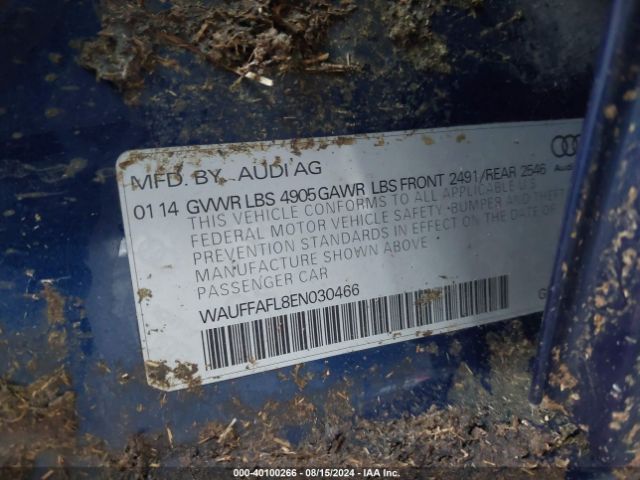 MFD. BY AUDI AG
01 14 GVWR LBS 4905 GAWR LBS FRONT 2491/REAR 2546
THIS VEHICLE CONFORMS TO ALL APPLICABLE U.S
FEDERAL MOTOR VEHICLE SAFETY - BUMPER AND THEFT
PREVENTION STANDARDS IN EFFECT ON THE DATE OF
MANUFACTURE SHOWN ABOVE
PASSENGER CAR
WAUFFAFL8EN030466
000-40100266 - 08/15/2024 - IAA Inc.